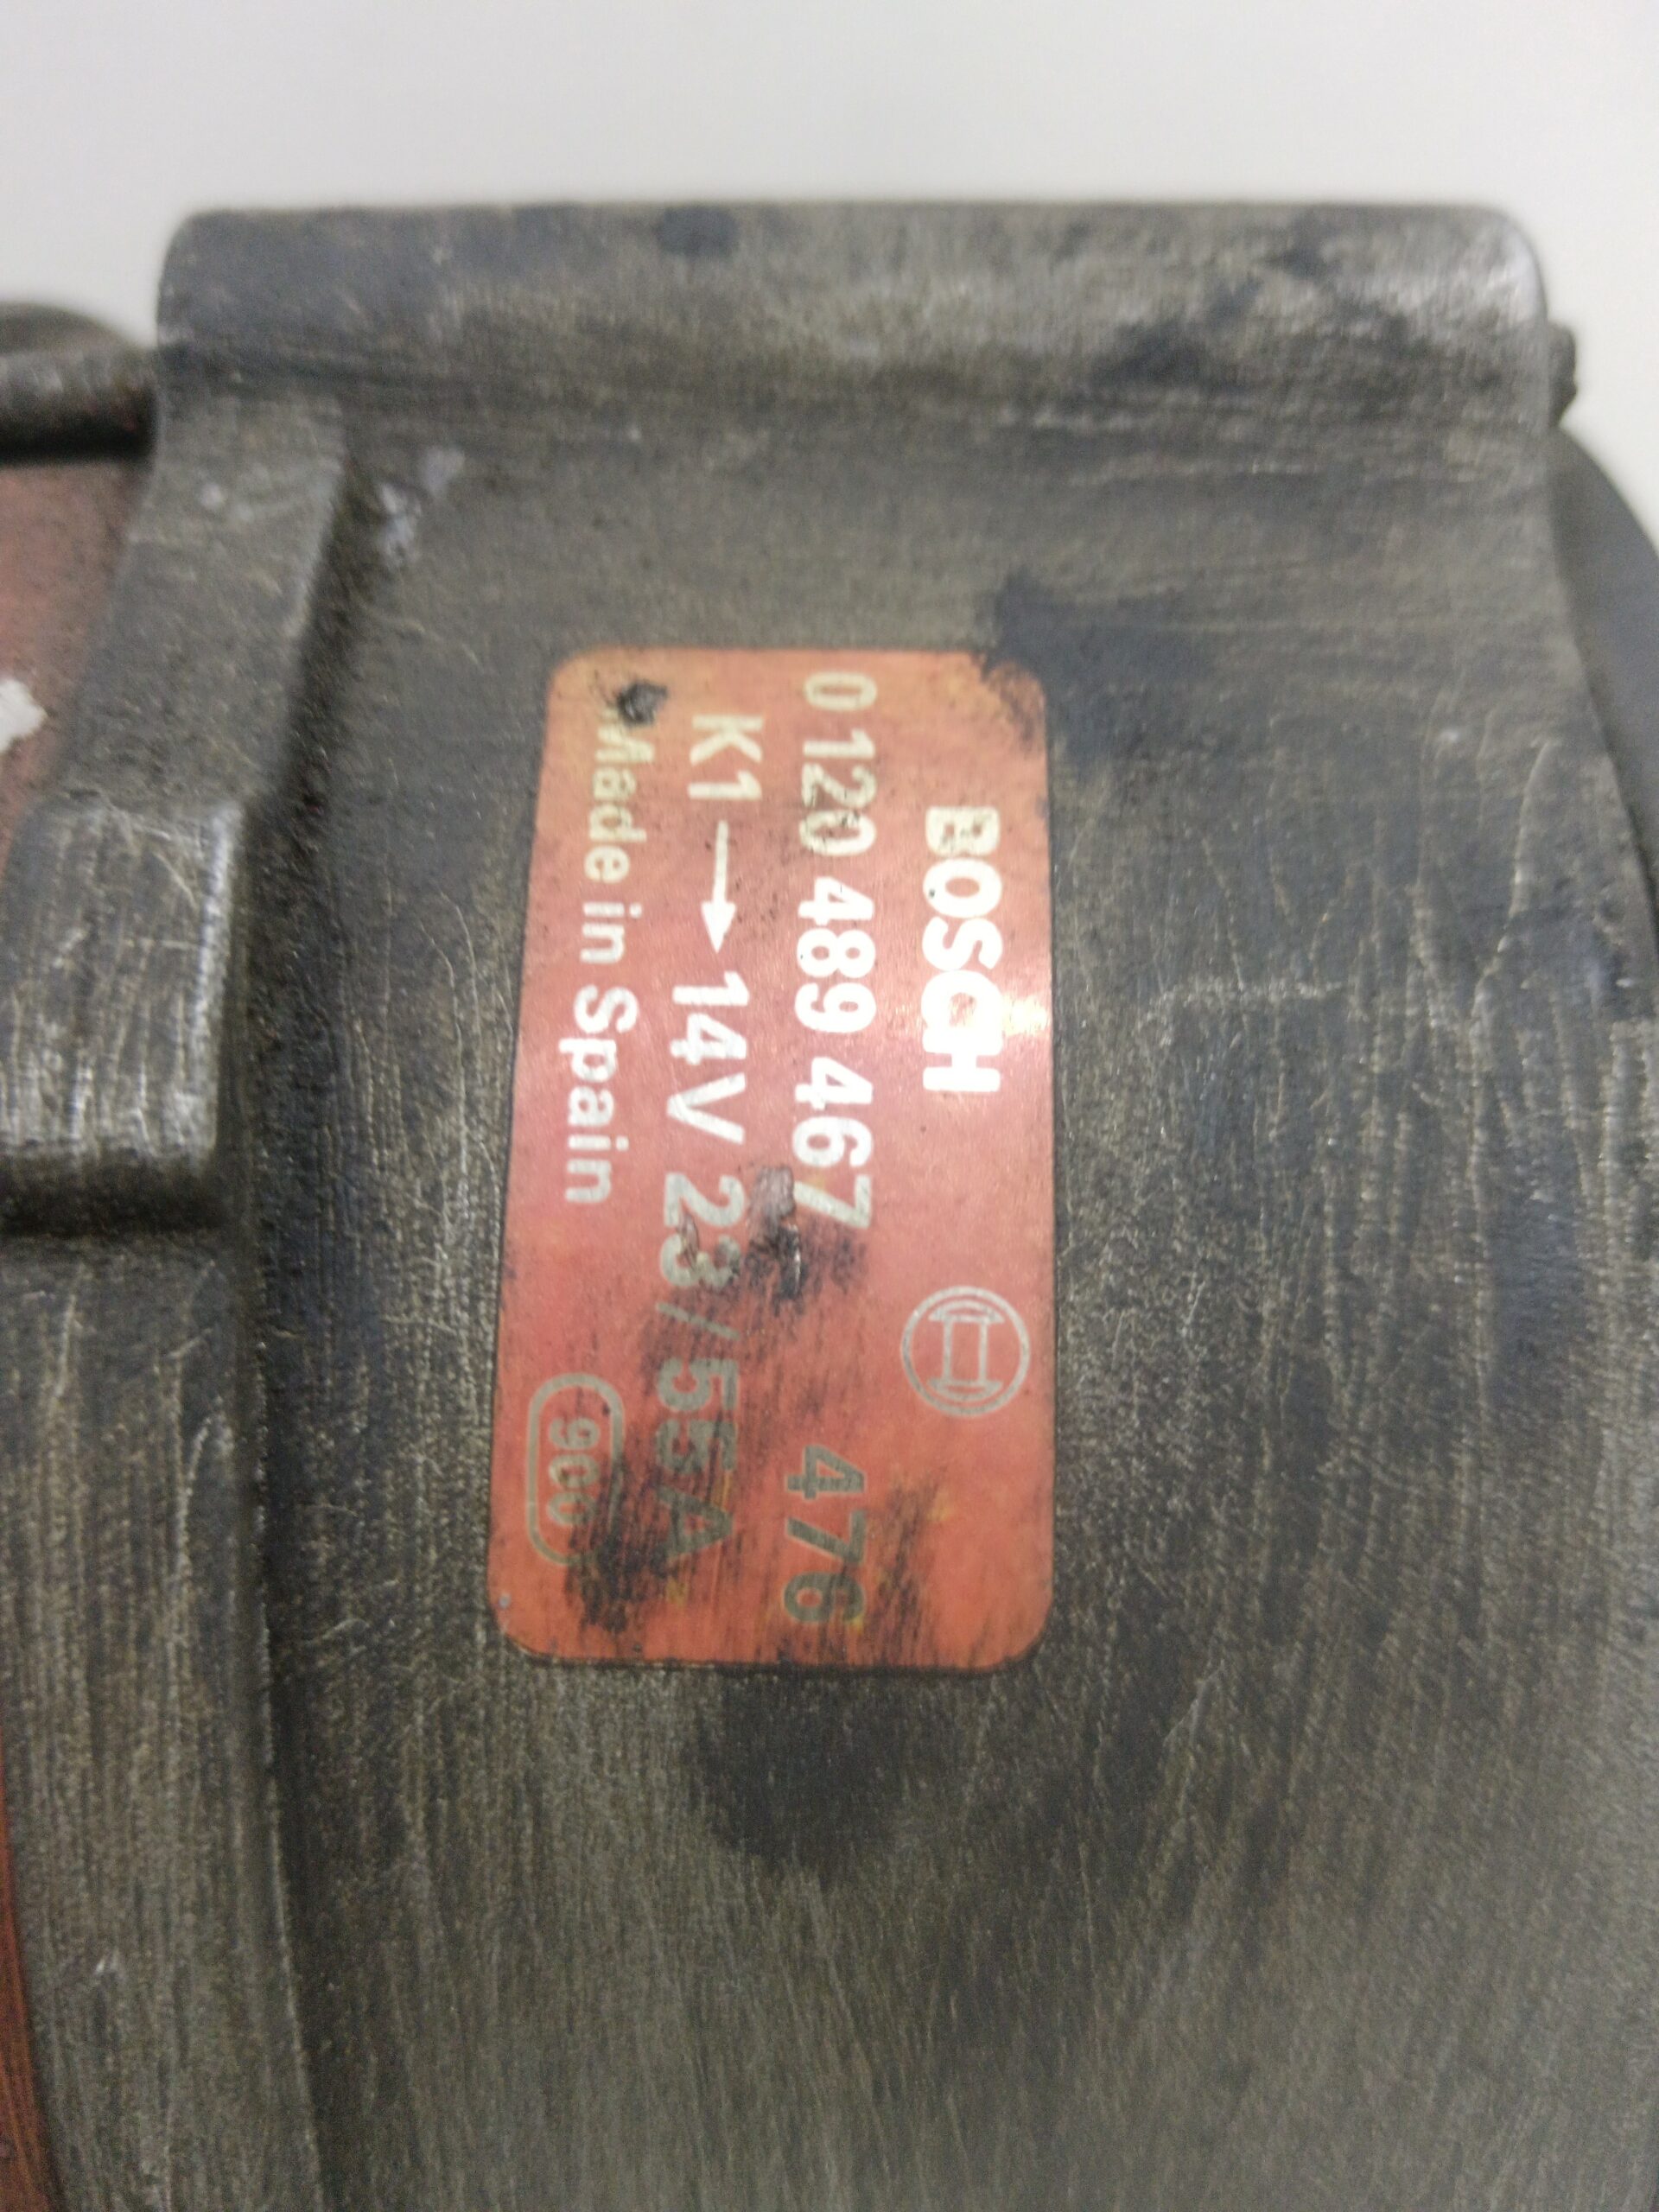 BOSCH
0 120 489 467 476
K1 → 14V 23/55A
Made in Spain 900